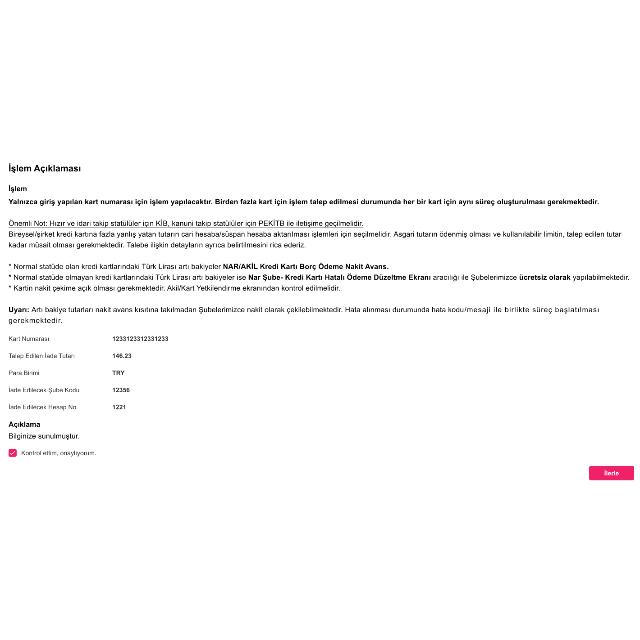 İşlem Açıklaması
İşlem
Yalnızca giriş yapılan kart numarası için işlem yapılacaktır. Birden fazla kart için işlem talep edilmesi durumunda her bir kart için aynı süreç oluşturulması gerekmektedir.
Önemli Not: Hızır ve idari takip statülüler için KİB, kanuni takip statülüler için PEKİTB ile iletişime geçilmelidir.
Bireysel/şirket kredi kartına fazla yanlış yatan tutarın cari hesaba/süspan hesaba aktarılması işlemleri için seçilmelidir. Asgari tutarın ödenmiş olması ve kullanılabilir limitin, talep edilen tutar
kadar müsait olması gerekmektedir. Talebe ilişkin detayların ayrıca belirtilmesini rica ederiz.
* Normal statüde olan kredi kartlarındaki Türk Lirası artı bakiyeler NAR/AKİL Kredi Kartı Borç Ödeme Nakit Avans.
* Normal statüde olmayan kredi kartlarındaki Türk Lirası artı bakiyeler ise Nar Şube- Kredi Kartı Hatalı Ödeme Düzeltme Ekranı aracılığı ile Şubelerimizce ücretsiz olarak yapılabilmektedir.
* Kartın nakit çekime açık olması gerekmektedir. Akil/Kart Yetkilendirme ekranından kontrol edilmelidir.
Uyarı: Artı bakiye tutarları nakit avans kısıtına takılmadan Şubelerimizce nakit olarak çekilebilmektedir. Hata alınması durumunda hata kodu/mesajı ile birlikte süreç başlatılması
gerekmektedir.
Kart Numarası 1233123312331233
Talep Edilen İade Tutarı 146.23
Para Birimi TRY
İade Edilecek Şube Kodu 12356
İade Edilecek Hesap No 1221
Açıklama
Bilginize sunulmuştur.
Kontrol ettim, onaylıyorum.
İlerle